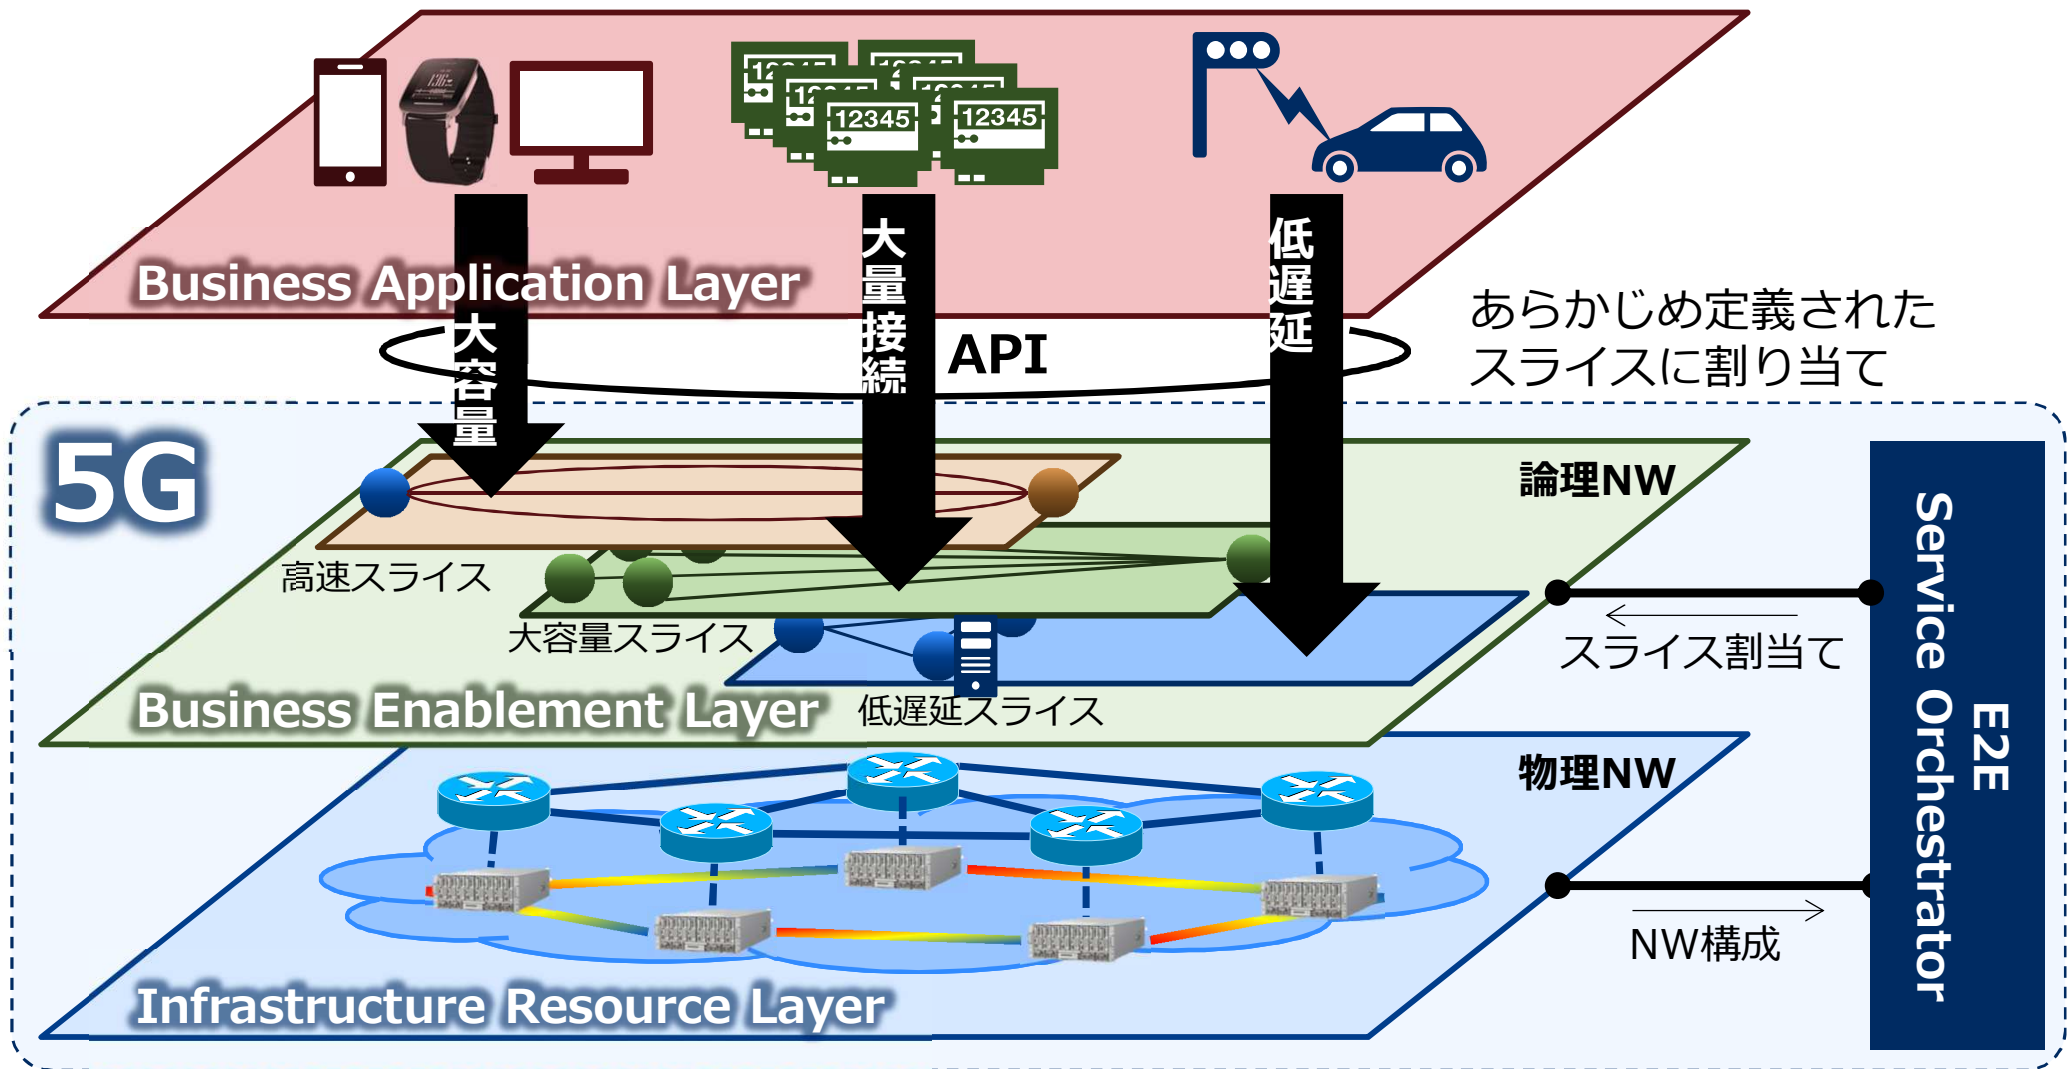 12345
12345
12345
12345
12345
12345
Business Application Layer
大容量
大量接続
低遅延
API
あらかじめ定義された
スライスに割り当て
5G
論理NW
高速スライス
大容量スライス
低遅延スライス
Business Enablement Layer
スライス割当て
物理NW
NW構成
Infrastructure Resource Layer
E2E
Service Orchestrator